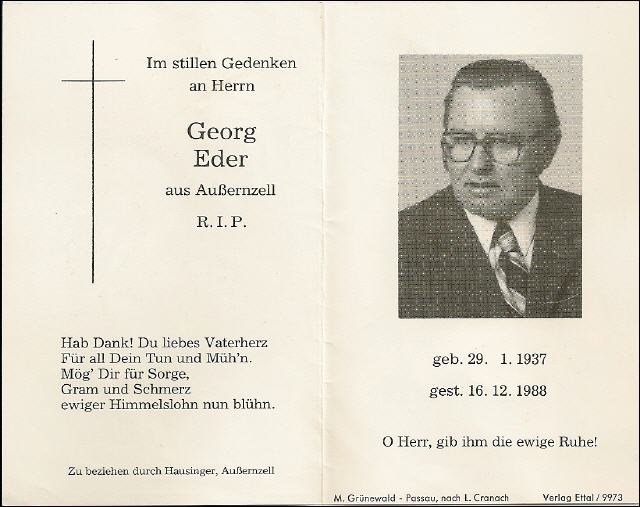 Im stillen Gedenken
an Herrn
Georg
Eder
aus Außernzell
R. I. P.
Hab Dank! Du liebes Vaterherz
Für all Dein Tun und Müh'n.
Mög' Dir für Sorge,
Gram und Schmerz
ewiger Himmelslohn nun blühn.
Zu beziehen durch Hausinger, Außernzell
geb. 29. 1. 1937
gest. 16. 12. 1988
O Herr, gib ihm die ewige Ruhe!
M. Grünewald - Passau, nach L. Cranach Verlag Ettal / 9973